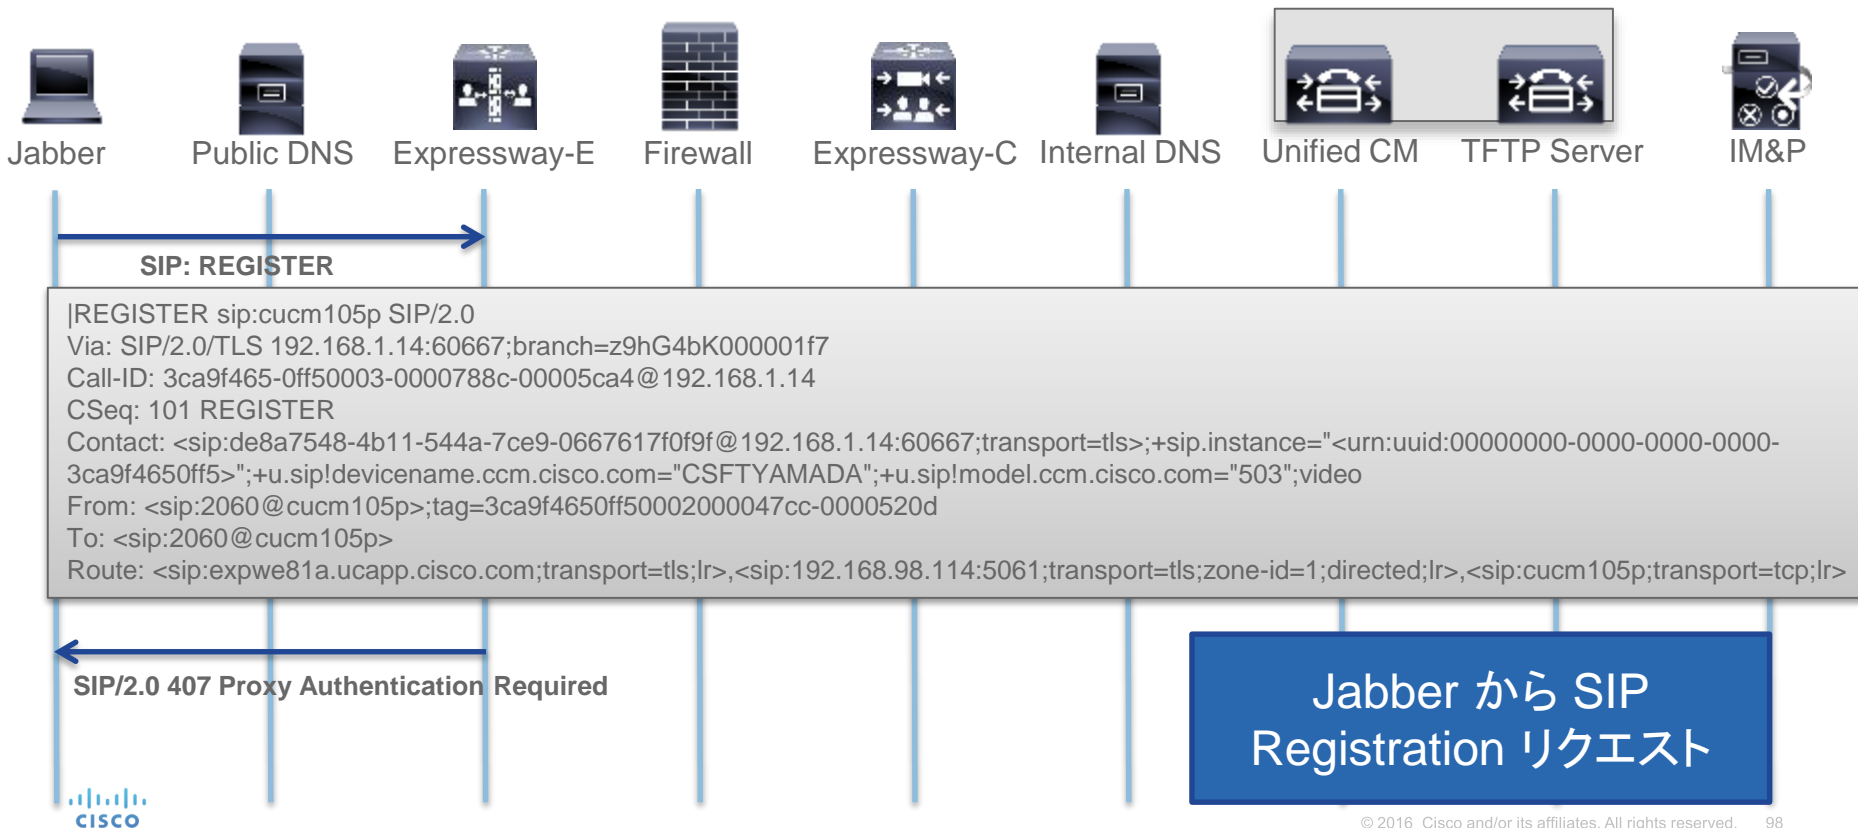 Jabber
Public DNS
Expressway-E
Firewall
Expressway-C
Internal DNS
Unified CM
TFTP Server
IM&P
SIP: REGISTER
|REGISTER sip:cucm105p SIP/2.0
Via: SIP/2.0/TLS 192.168.1.14:60667;branch=z9hG4bK000001f7
Call-ID: 3ca9f465-0ff50003-0000788c-00005ca4@192.168.1.14
CSeq: 101 REGISTER
Contact: <sip:de8a7548-4b11-544a-7ce9-0667617f0f9f@192.168.1.14:60667;transport=tls>;+sip.instance="<urn:uuid:00000000-0000-0000-0000-
3ca9f4650ff5>";+u.sip!devicename.ccm.cisco.com="CSFTYAMADA";+u.sip!model.ccm.cisco.com="503";video
From: <sip:2060@cucm105p>;tag=3ca9f4650ff50002000047cc-0000520d
To: <sip:2060@cucm105p>
Route: <sip:expwe81a.ucapp.cisco.com;transport=tls;lr>,<sip:192.168.98.114:5061;transport=tls;zone-id=1;directed;lr>,<sip:cucm105p;transport=tcp;lr>
SIP/2.0 407 Proxy Authentication Required
Jabber から SIP
Registration リクエスト
CISCO
© 2016 Cisco and/or its affiliates. All rights reserved. 98